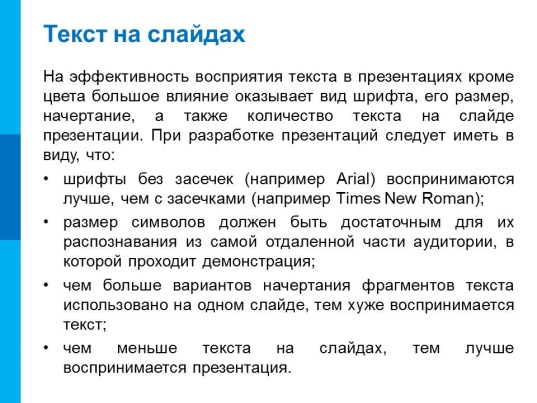 Текст на слайдах
На эффективность восприятия текста в презентациях кроме
цвета большое влияние оказывает вид шрифта, его размер,
начертание, а также количество текста на слайде
презентации. При разработке презентаций следует иметь в
виду, что:
• шрифты без засечек (например Arial) воспринимаются
лучше, чем с засечками (например Times New Roman);
• размер символов должен быть достаточным для их
распознавания из самой отдаленной части аудитории, в
которой проходит демонстрация;
• чем больше вариантов начертания фрагментов текста
использовано на одном слайде, тем хуже воспринимается
текст;
• чем меньше текста на слайдах, тем лучше
воспринимается презентация.